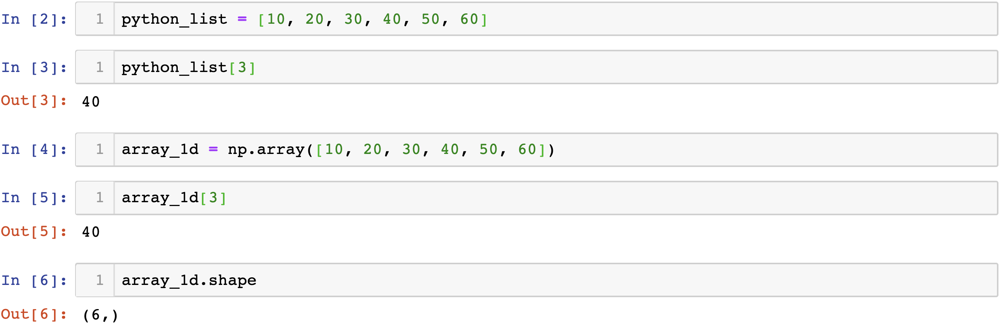 In [2]: 1 python_list = [10, 20, 30, 40, 50, 60]
In [3]: 1 python_list[3]
Out[3]: 40
In [4]: 1 array_1d = np.array([10, 20, 30, 40, 50, 60])
In [5]: 1 array_1d[3]
Out[5]: 40
In [6]: 1 array_1d.shape
Out[6]: (6,)